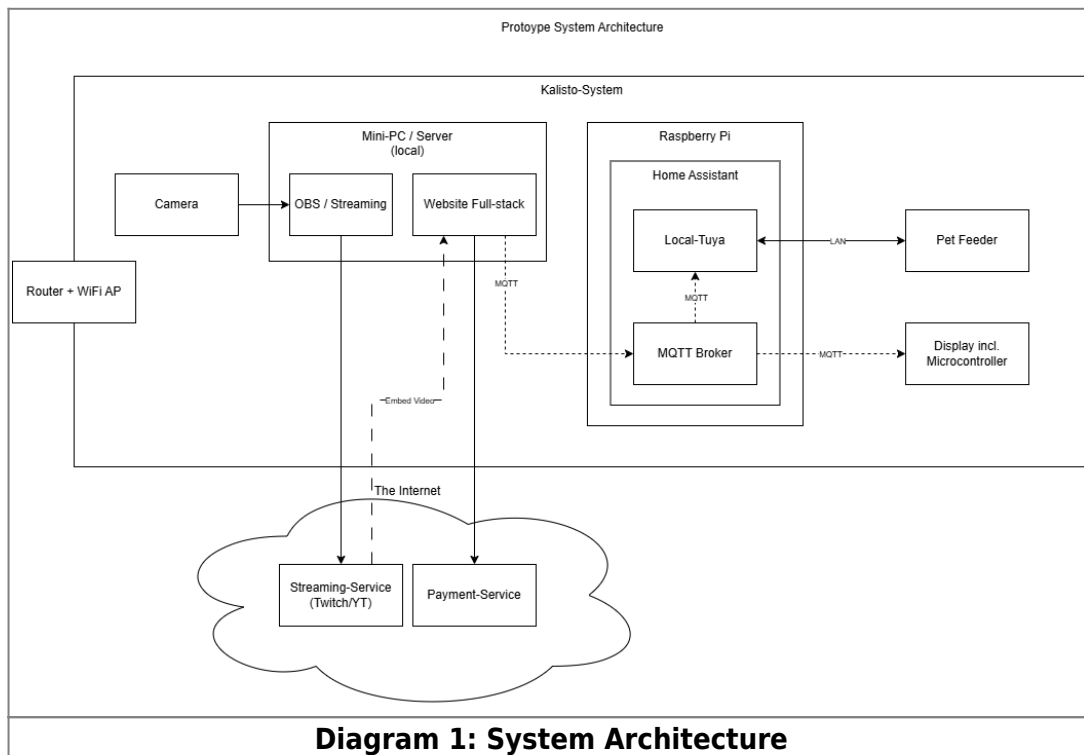 Protoype System Architecture
Kalisto-System
Mini-PC / Server
(local)
Raspberry Pi
Home Assistant
Camera
OBS / Streaming
Website Full-stack
Local-Tuya
LAN
Pet Feeder
Router + WiFi AP
MQTT
MQTT
MQTT Broker
MQTT
Display incl.
Microcontroller
Embed Video
The Internet
Streaming-Service
(Twitch/YT)
Payment-Service
Diagram 1: System Architecture